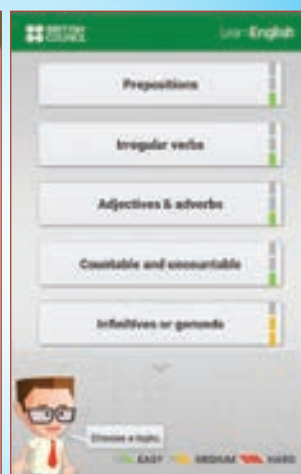 BRITISH
COUNCIL
LearnEnglish
Prepositions
Irregular verbs
Adjectives & adverbs
Countable and uncountable
Infinitives or gerunds
Choose a topic.
EASY MEDIUM HARD